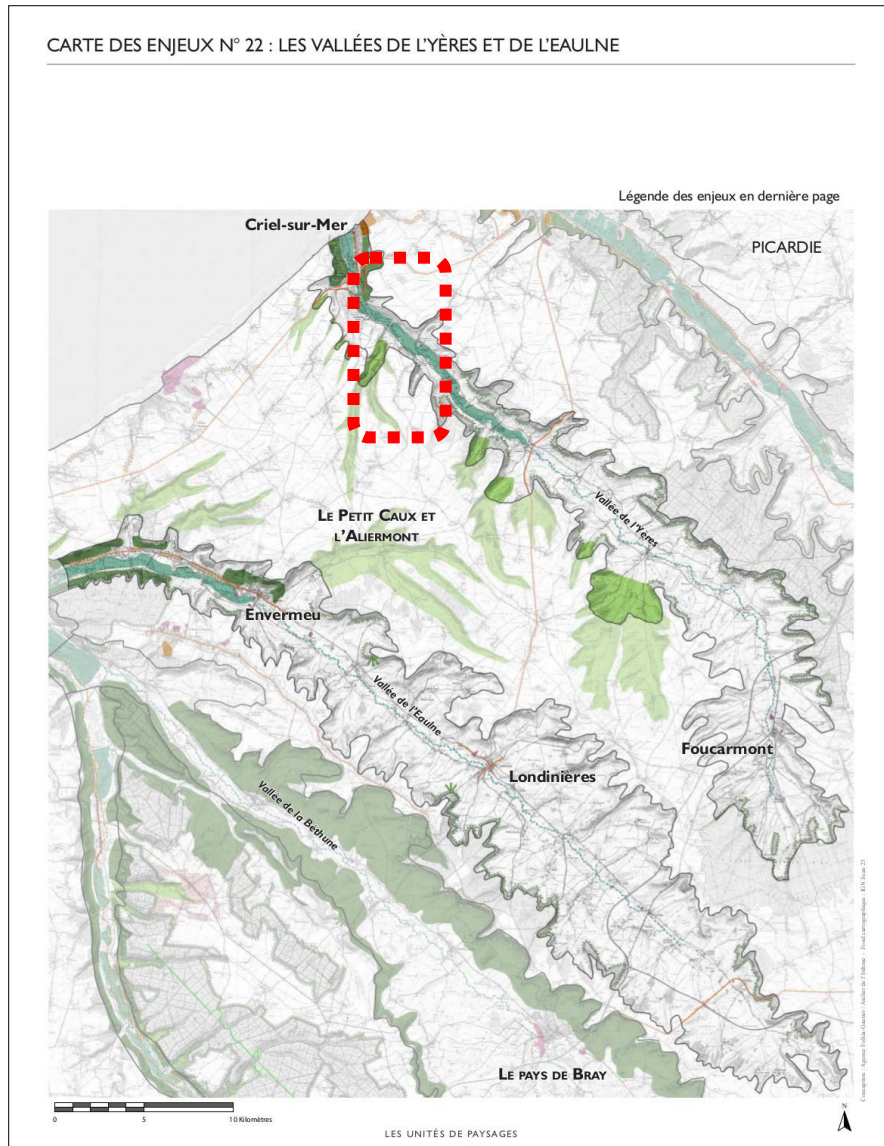 CARTE DES ENJEUX N° 22 : LES VALLÉES DE L'YÈRES ET DE L'EAULNE
Légende des enjeux en dernière page
Criel-sur-Mer
PICARDIE
Vallée de l'Yères
LE PETIT CAUX ET
L'ALIERMONT
Envermeu
Vallée de l'Eaulne
Foucarmont
Londinières
Vallée de la Béthune
LE PAYS DE BRAY
0 5 10 Kilomètres
N
LES UNITÉS DE PAYSAGES